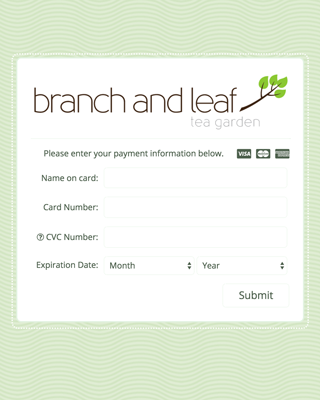 branch and leaf
tea garden
Please enter your payment information below. VISA
Name on card:
Card Number:
? CVC Number:
Expiration Date: Month Year
Submit